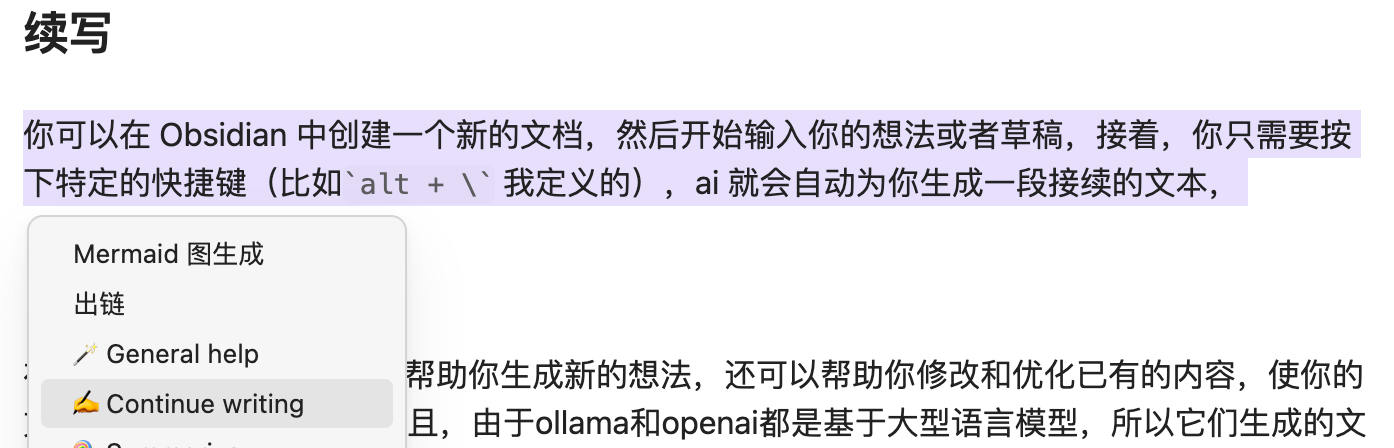 续写
你可以在 Obsidian 中创建一个新的文档，然后开始输入你的想法或者草稿，接着，你只需要按
下特定的快捷键（比如`alt + \` 我定义的），ai 就会自动为你生成一段接续的文本，
Mermaid 图生成
出链
🪄 General help
帮助你生成新的想法，还可以帮助你修改和优化已有的内容，使你的
✍️ Continue writing
且，由于ollama和openai都是基于大型语言模型，所以它们生成的文